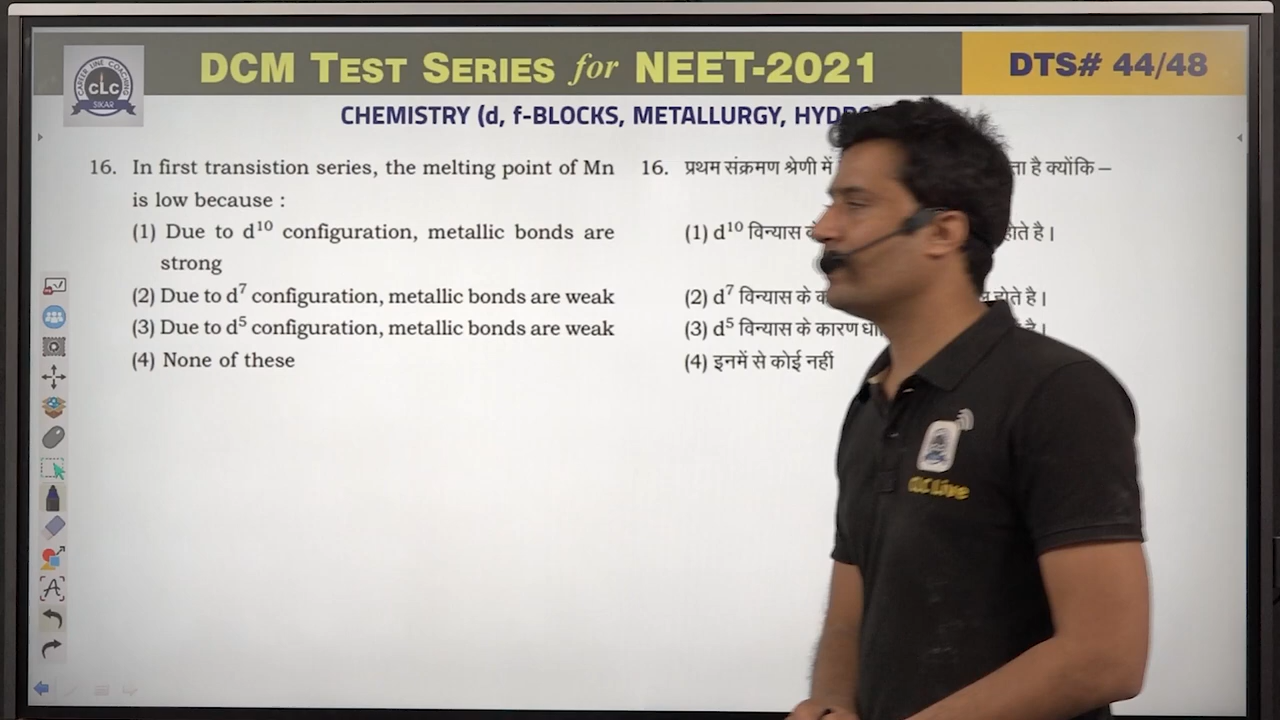 DCM TEST SERIES for NEET-2021
DTS# 44/48
CAREER LINE COACHING
CLC
SIKAR
CHEMISTRY (d, f-BLOCKS, METALLURGY,
16. In first transistion series, the melting point of Mn
is low because :
(1) Due to d¹⁰ configuration, metallic bonds are
strong
(2) Due to d⁷ configuration, metallic bonds are weak
(3) Due to d⁵ configuration, metallic bonds are weak
(4) None of these
16. प्रथम संक्रमण श्रेणी में है क्योंकि –
(1) d¹⁰ विन्यास होते है।
(2) d⁷ विन्यास के होते है।
(3) d⁵ विन्यास के कारण है।
(4) इनमें से कोई नहीं
CLC Live